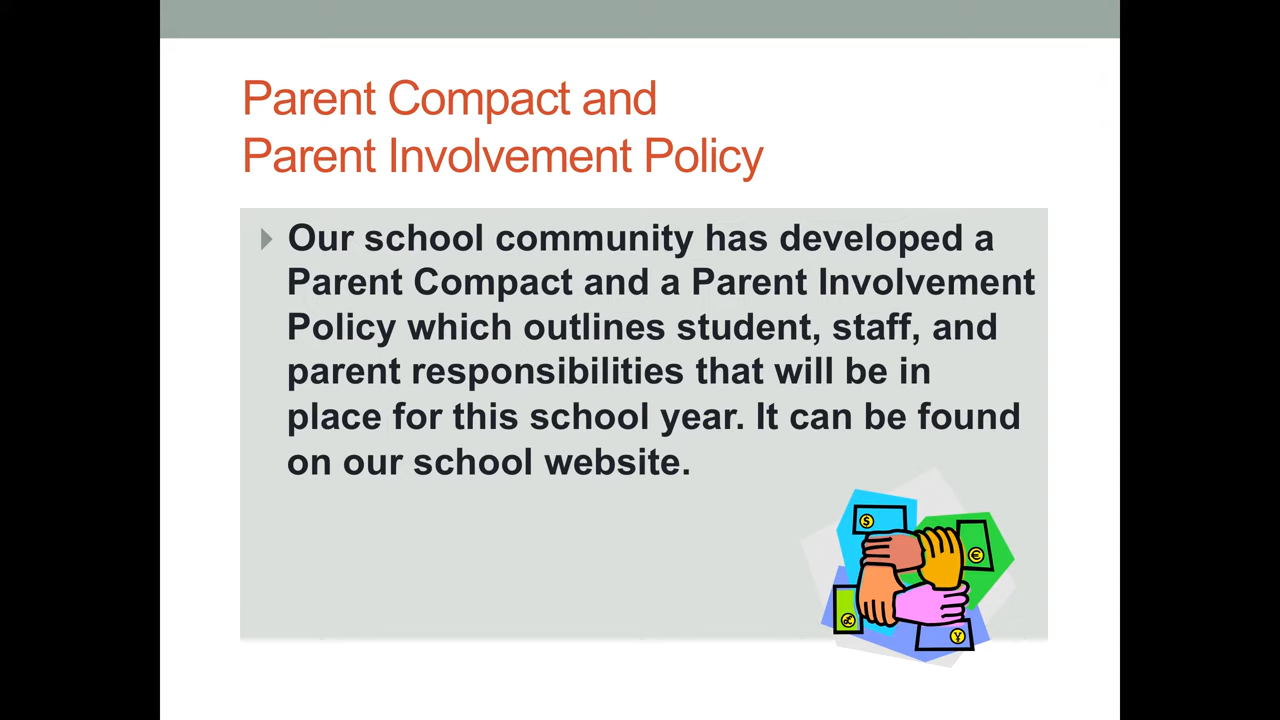 Parent Compact and
Parent Involvement Policy
Our school community has developed a
Parent Compact and a Parent Involvement
Policy which outlines student, staff, and
parent responsibilities that will be in
place for this school year. It can be found
on our school website.
$
€
£
¥